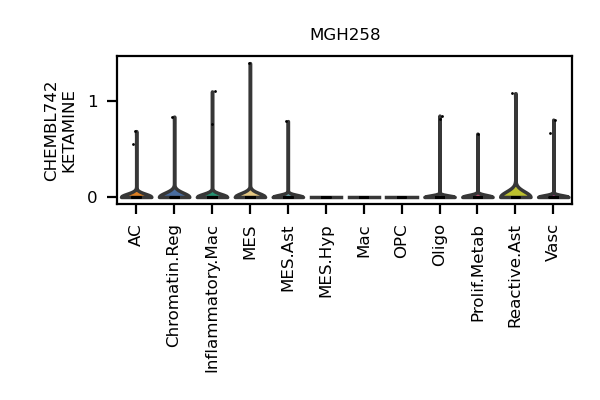 MGH258
CHEMBL742
KETAMINE
1
0
AC
Chromatin.Reg
Inflammatory.Mac
MES
MES.Ast
MES.Hyp
Mac
OPC
Oligo
Prolif.Metab
Reactive.Ast
Vasc